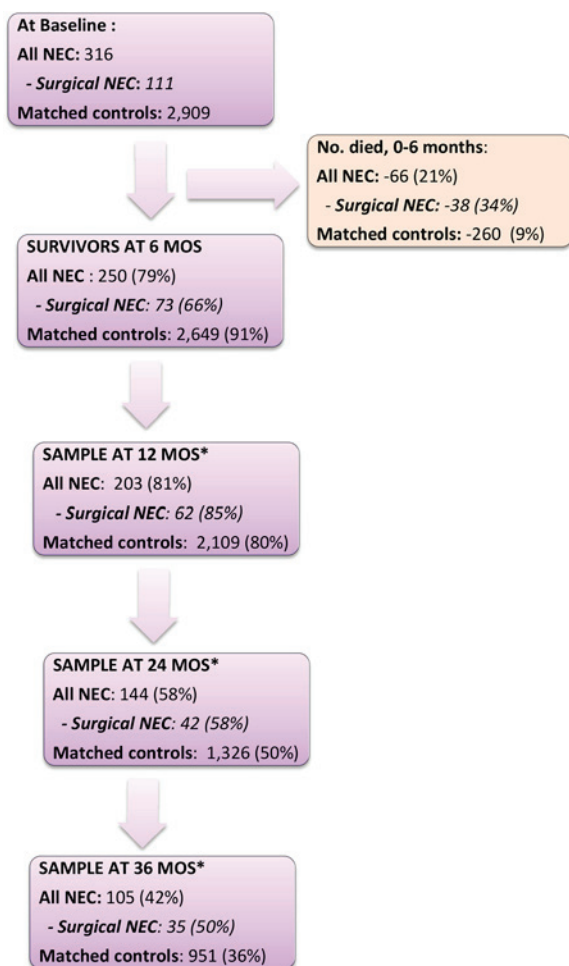 At Baseline :
All NEC: 316
- Surgical NEC: 111
Matched controls: 2,909
No. died, 0-6 months:
All NEC: -66 (21%)
- Surgical NEC: -38 (34%)
Matched controls: -260 (9%)
SURVIVORS AT 6 MOS
All NEC : 250 (79%)
- Surgical NEC: 73 (66%)
Matched controls: 2,649 (91%)
SAMPLE AT 12 MOS*
All NEC: 203 (81%)
- Surgical NEC: 62 (85%)
Matched controls: 2,109 (80%)
SAMPLE AT 24 MOS*
All NEC: 144 (58%)
- Surgical NEC: 42 (58%)
Matched controls: 1,326 (50%)
SAMPLE AT 36 MOS*
All NEC: 105 (42%)
- Surgical NEC: 35 (50%)
Matched controls: 951 (36%)